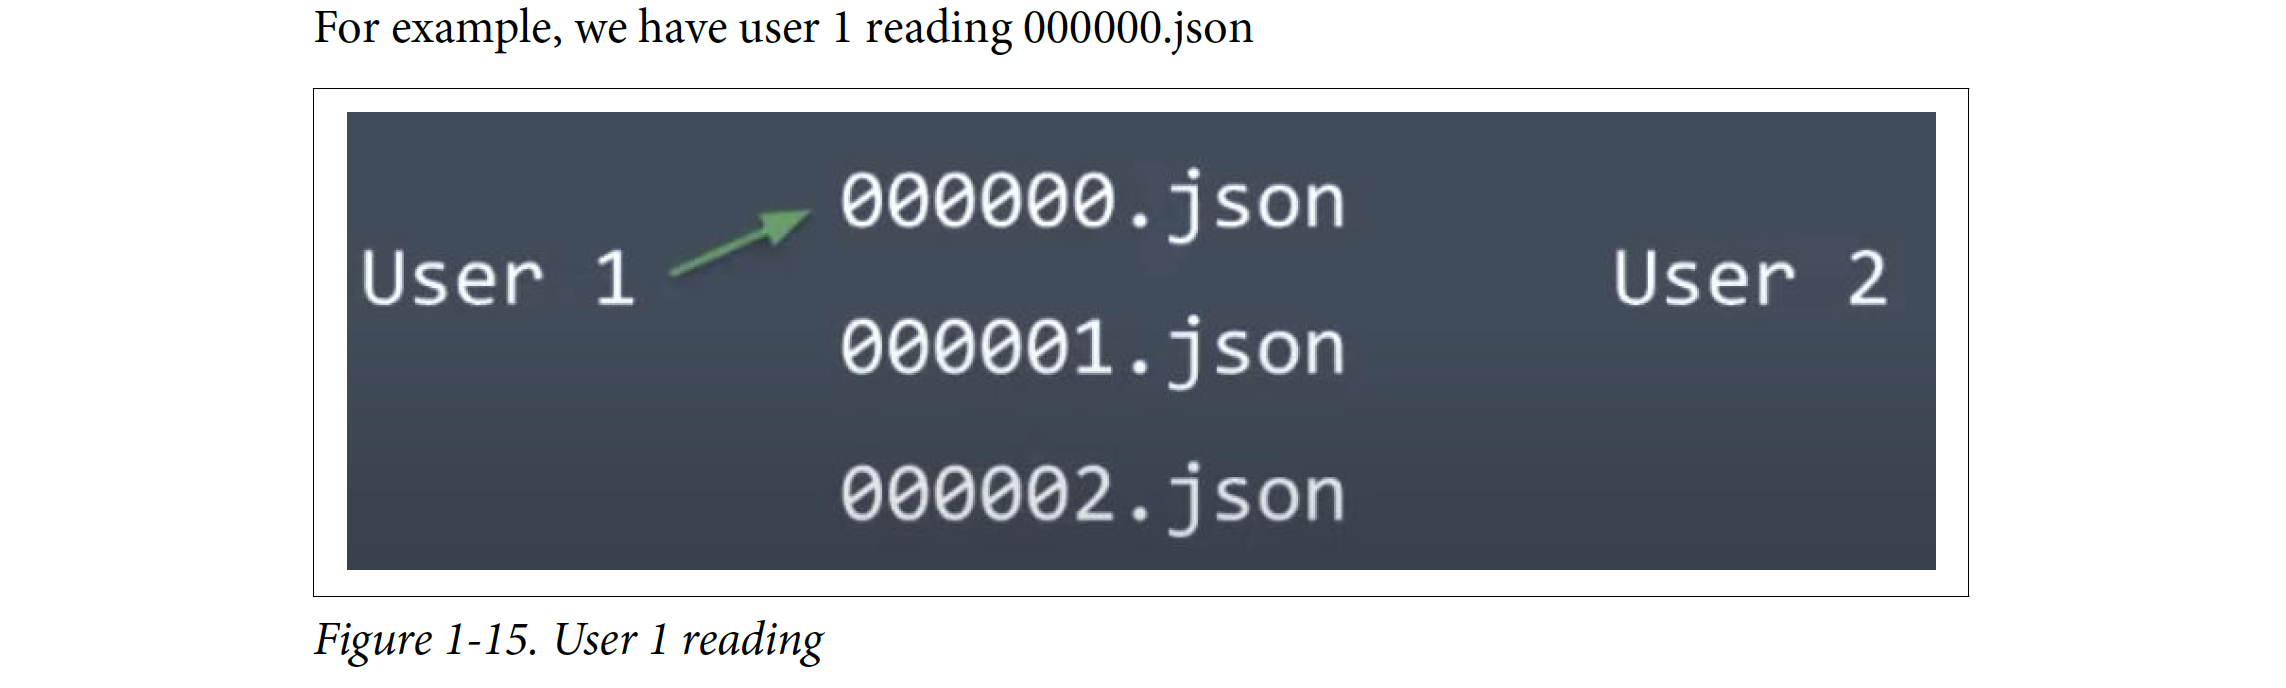 For example, we have user 1 reading 000000.json
000000.json
User 1
User 2
000001.json
000002.json
Figure 1-15. User 1 reading